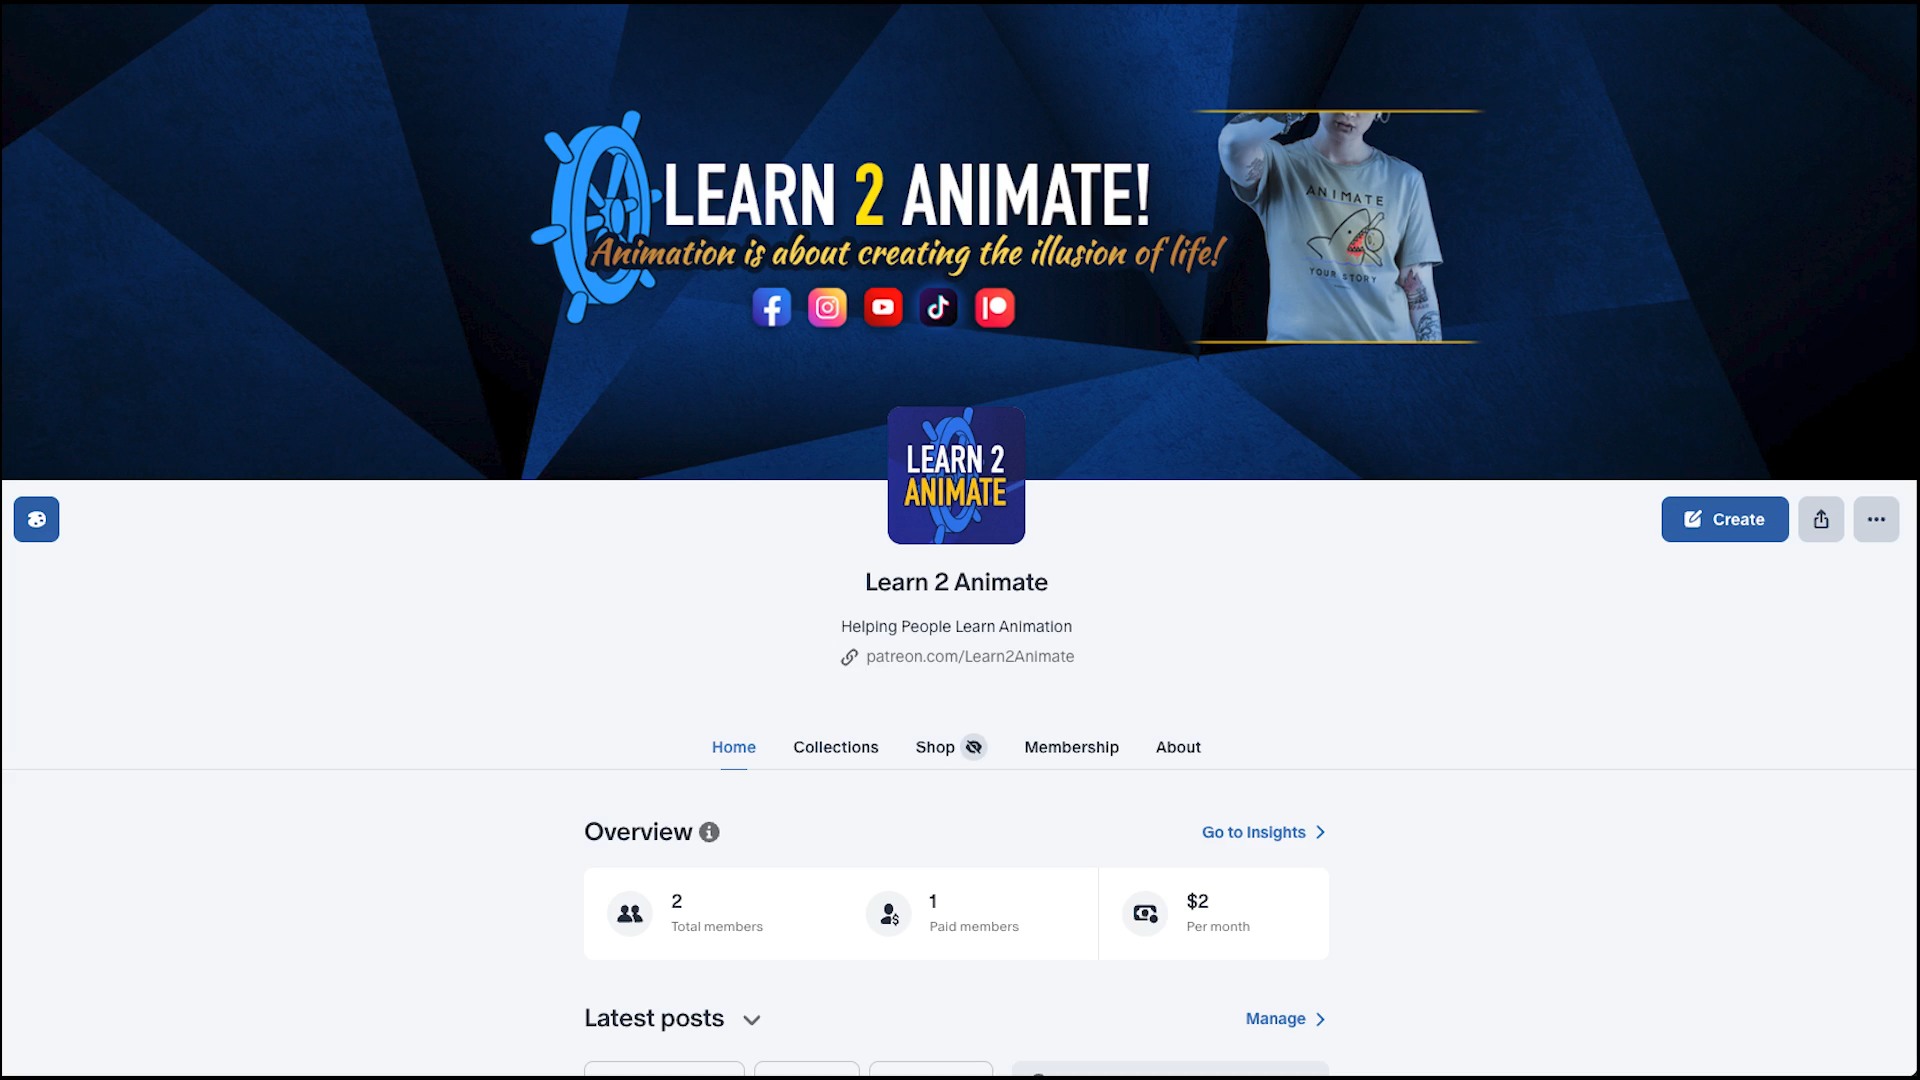 LEARN 2 ANIMATE!
Animation is about creating the illusion of life!
ANIMATE
YOUR STORY
LEARN 2
ANIMATE
Create
Learn 2 Animate
Helping People Learn Animation
patreon.com/Learn2Animate
Home Collections Shop Membership About
Overview
Go to Insights
2
Total members
1
Paid members
$2
Per month
Latest posts
Manage